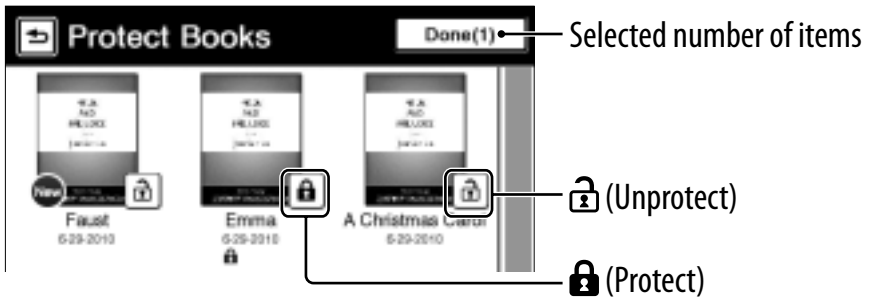 Protect Books
Done(1)
Selected number of items
New
Faust
6-29-2010
Emma
6-29-2010
A Christmas Carol
6-29-2010
(Unprotect)
(Protect)